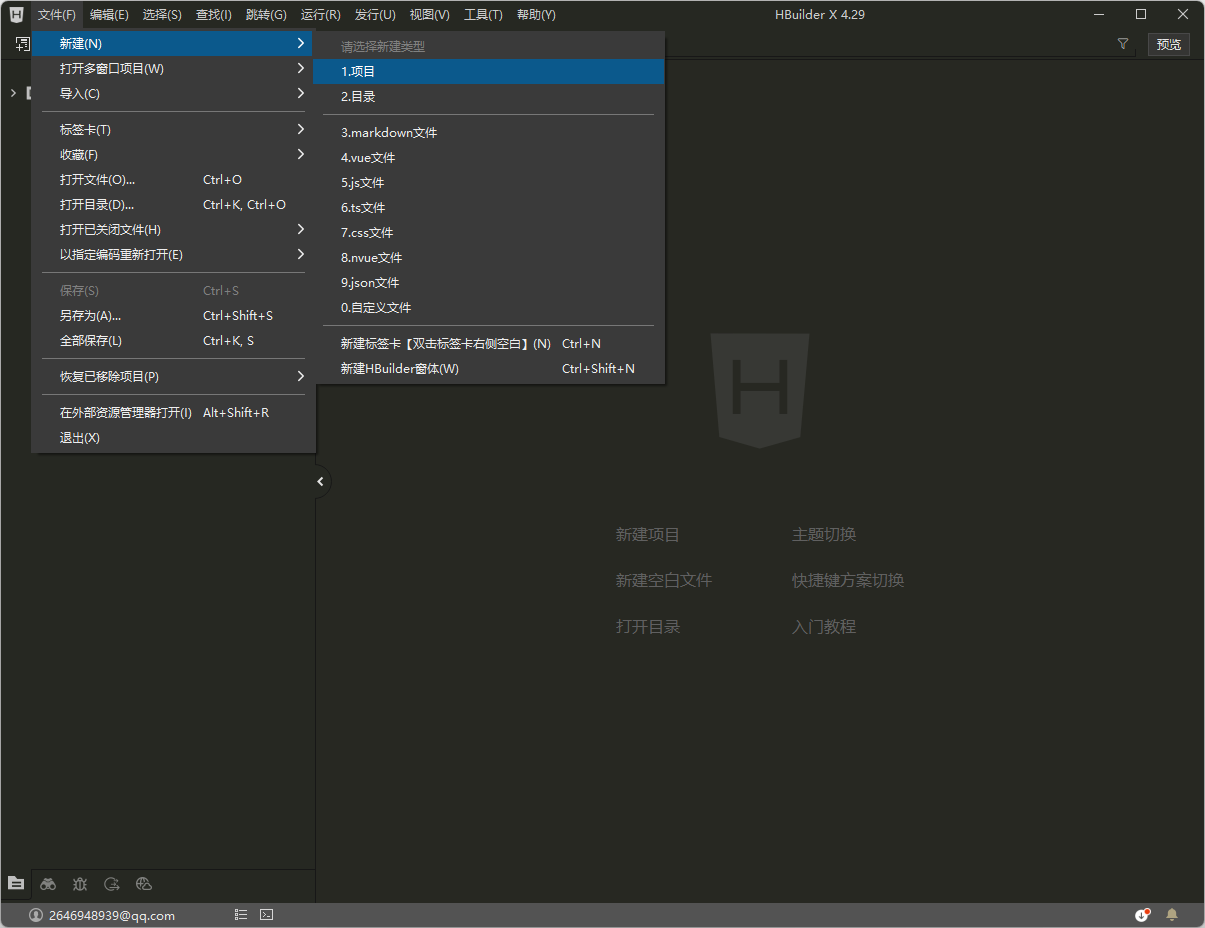 文件(F) 编辑(E) 选择(S) 查找(I) 跳转(G) 运行(R) 发行(U) 视图(V) 工具(T) 帮助(Y) HBuilder X 4.29
预览
新建(N)
打开多窗口项目(W)
导入(C)
标签卡(T)
收藏(F)
打开文件(O)... Ctrl+O
打开目录(D)... Ctrl+K, Ctrl+O
打开已关闭文件(H)
以指定编码重新打开(E)
保存(S) Ctrl+S
另存为(A)... Ctrl+Shift+S
全部保存(L) Ctrl+K, S
恢复已移除项目(P)
在外部资源管理器打开(I) Alt+Shift+R
退出(X)
请选择新建类型
1.项目
2.目录
3.markdown文件
4.vue文件
5.js文件
6.ts文件
7.css文件
8.nvue文件
9.json文件
0.自定义文件
新建标签卡【双击标签卡右侧空白】(N) Ctrl+N
新建HBuilder窗体(W) Ctrl+Shift+N
H
新建项目 主题切换
新建空白文件 快捷键方案切换
打开目录 入门教程
2646948939@qq.com